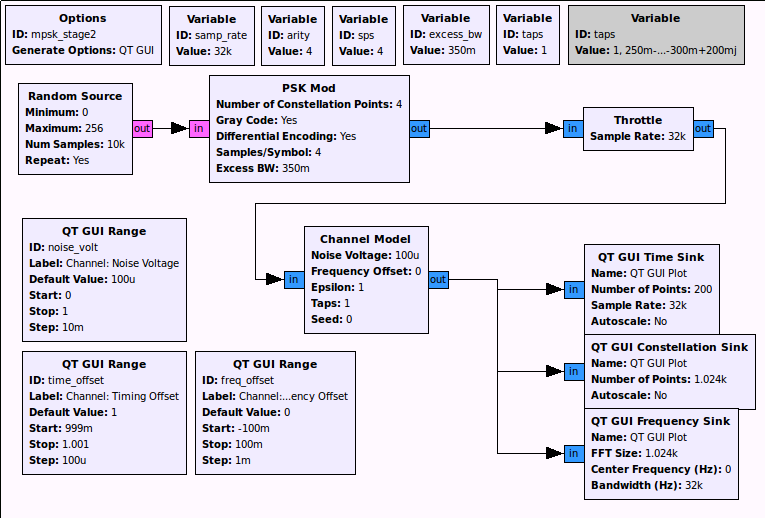 Options
ID: mpsk_stage2
Generate Options: QT GUI
Variable
ID: samp_rate
Value: 32k
Variable
ID: arity
Value: 4
Variable
ID: sps
Value: 4
Variable
ID: excess_bw
Value: 350m
Variable
ID: taps
Value: 1
Variable
ID: taps
Value: 1, 250m-...-300m+200mj
Random Source
Minimum: 0
Maximum: 256
Num Samples: 10k
Repeat: Yes
out
in
PSK Mod
Number of Constellation Points: 4
Gray Code: Yes
Differential Encoding: Yes
Samples/Symbol: 4
Excess BW: 350m
out
in
Throttle
Sample Rate: 32k
out
QT GUI Range
ID: noise_volt
Label: Channel: Noise Voltage
Default Value: 100u
Start: 0
Stop: 1
Step: 10m
in
Channel Model
Noise Voltage: 100u
Frequency Offset: 0
Epsilon: 1
Taps: 1
Seed: 0
out
in
QT GUI Time Sink
Name: QT GUI Plot
Number of Points: 200
Sample Rate: 32k
Autoscale: No
QT GUI Range
ID: time_offset
Label: Channel: Timing Offset
Default Value: 1
Start: 999m
Stop: 1.001
Step: 100u
QT GUI Range
ID: freq_offset
Label: Channel:...ency Offset
Default Value: 0
Start: -100m
Stop: 100m
Step: 1m
in
QT GUI Constellation Sink
Name: QT GUI Plot
Number of Points: 1.024k
Autoscale: No
in
QT GUI Frequency Sink
Name: QT GUI Plot
FFT Size: 1.024k
Center Frequency (Hz): 0
Bandwidth (Hz): 32k